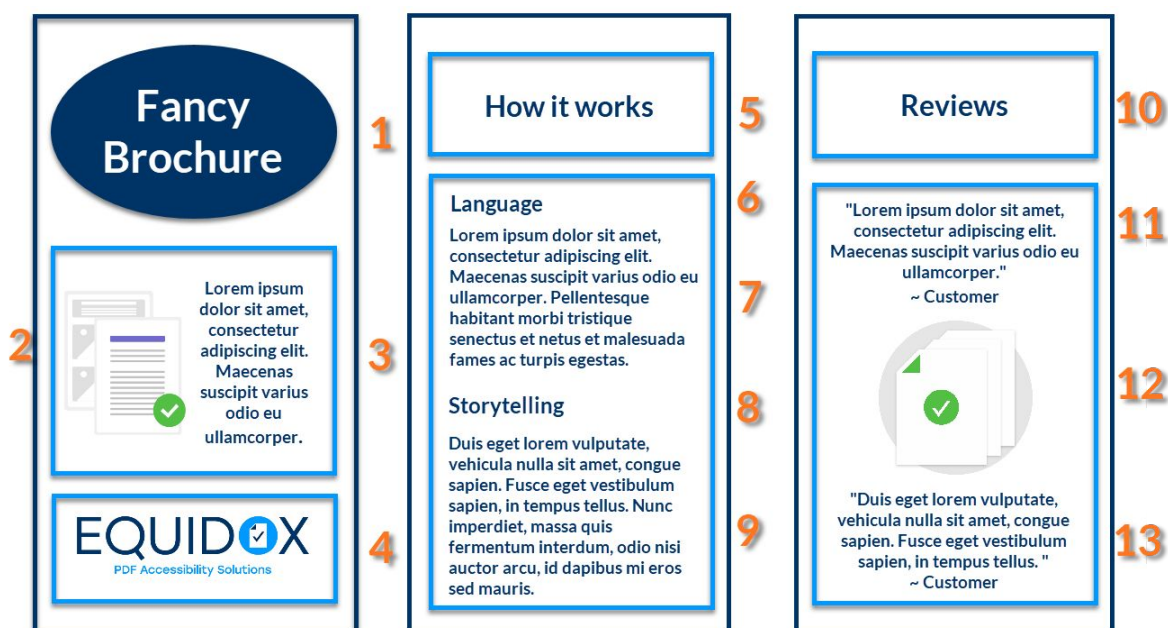 Fancy
Brochure
1
2
Lorem ipsum
dolor sit amet,
consectetur
adipiscing elit.
Maecenas
suscipit varius
odio eu
ullamcorper.
3
EQUIDOX
PDF Accessibility Solutions
4
How it works
5
Language
6
Lorem ipsum dolor sit amet,
consectetur adipiscing elit.
Maecenas suscipit varius odio eu
ullamcorper. Pellentesque
habitant morbi tristique
senectus et netus et malesuada
fames ac turpis egestas.
7
Storytelling
8
Duis eget lorem vulputate,
vehicula nulla sit amet, congue
sapien. Fusce eget vestibulum
sapien, in tempus tellus. Nunc
imperdiet, massa quis
fermentum interdum, odio nisi
auctor arcu, id dapibus mi eros
sed mauris.
9
Reviews
10
"Lorem ipsum dolor sit amet,
consectetur adipiscing elit.
Maecenas suscipit varius odio eu
ullamcorper."
~ Customer
11
12
"Duis eget lorem vulputate,
vehicula nulla sit amet, congue
sapien. Fusce eget vestibulum
sapien, in tempus tellus. "
~ Customer
13